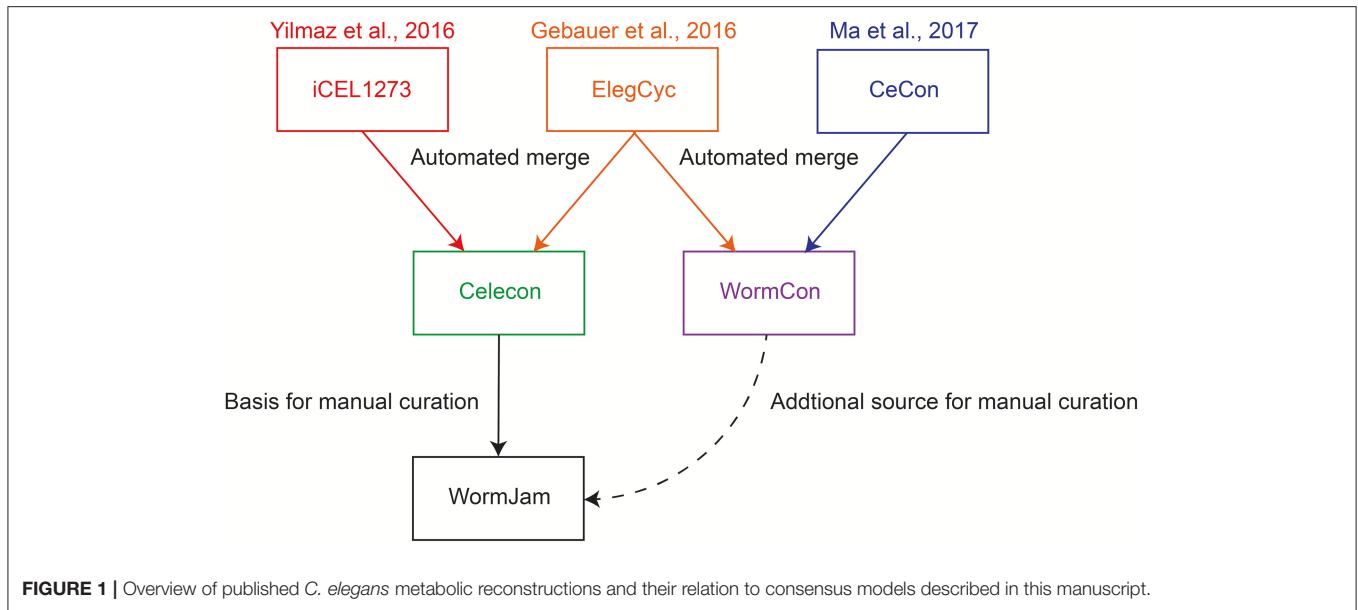 Yilmaz et al., 2016
Gebauer et al., 2016
Ma et al., 2017
iCEL1273
ElegCyc
CeCon
Automated merge
Automated merge
Celecon
WormCon
Basis for manual curation
Addtional source for manual curation
WormJam
FIGURE 1 | Overview of published C. elegans metabolic reconstructions and their relation to consensus models described in this manuscript.